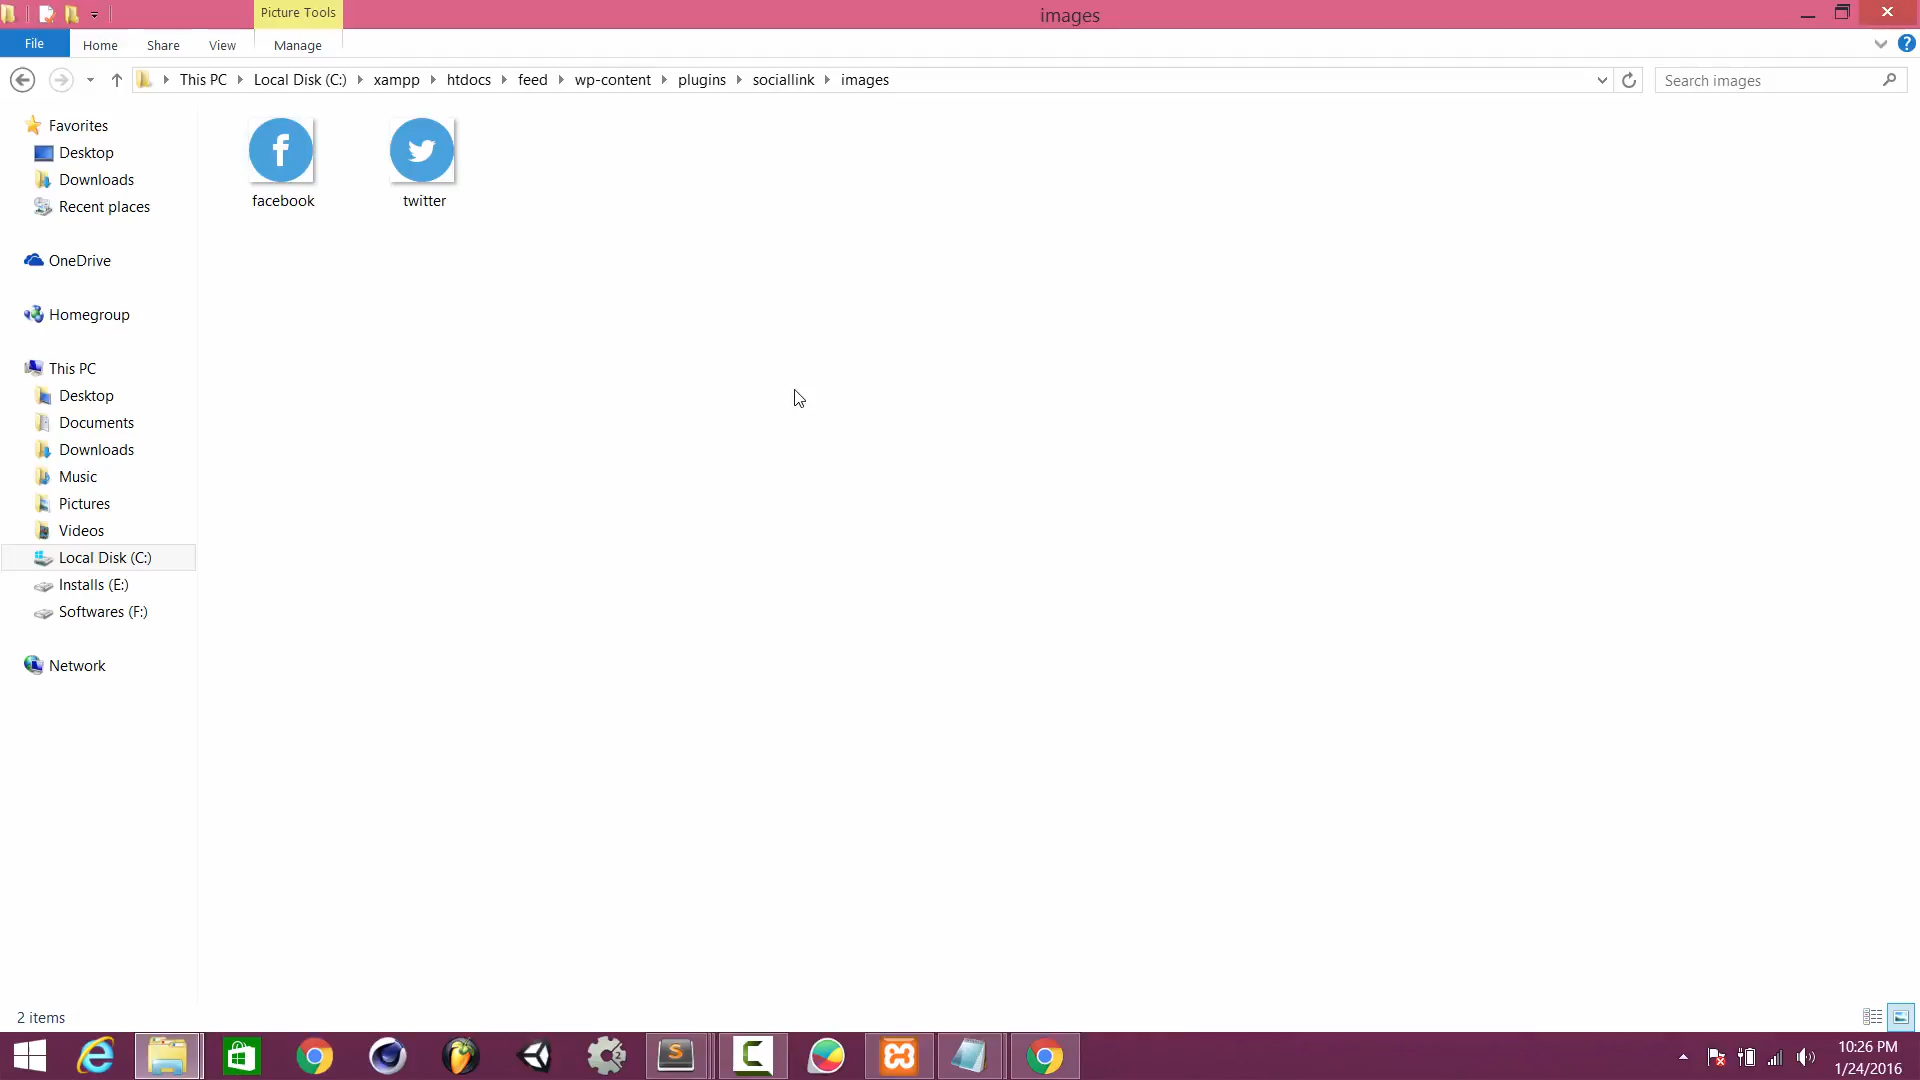 Picture Tools
images
File
Home
Share
View
Manage
This PC
Local Disk (C:)
xampp
htdocs
feed
wp-content
plugins
sociallink
images
Search images
Favorites
Desktop
Downloads
Recent places
OneDrive
Homegroup
This PC
Desktop
Documents
Downloads
Music
Pictures
Videos
Local Disk (C:)
Installs (E:)
Softwares (F:)
Network
facebook
twitter
2 items
10:26 PM
1/24/2016